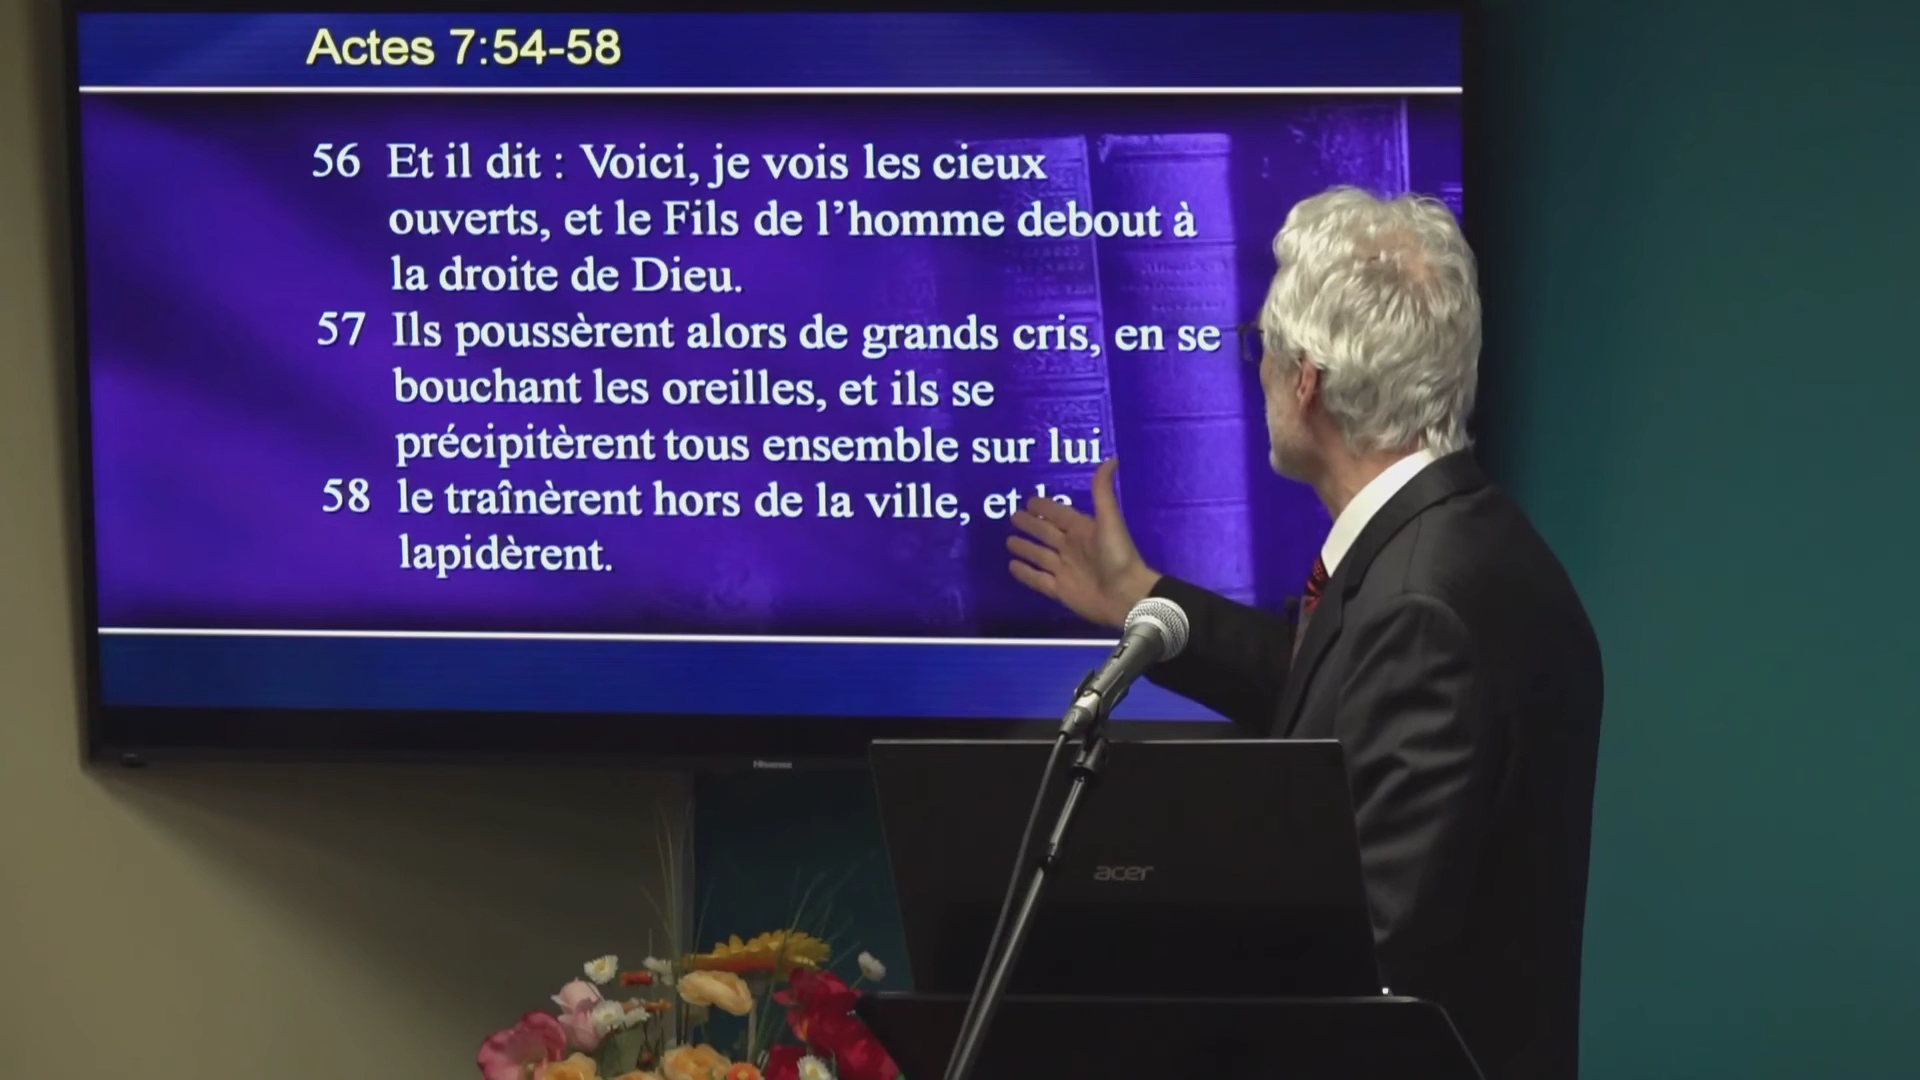 Actes 7:54-58
56 Et il dit : Voici, je vois les cieux
ouverts, et le Fils de l'homme debout à
la droite de Dieu.
57 Ils poussèrent alors de grands cris, en se
bouchant les oreilles, et ils se
précipitèrent tous ensemble sur lui
58 le traînèrent hors de la ville, et le
lapidèrent.
Hisense
acer